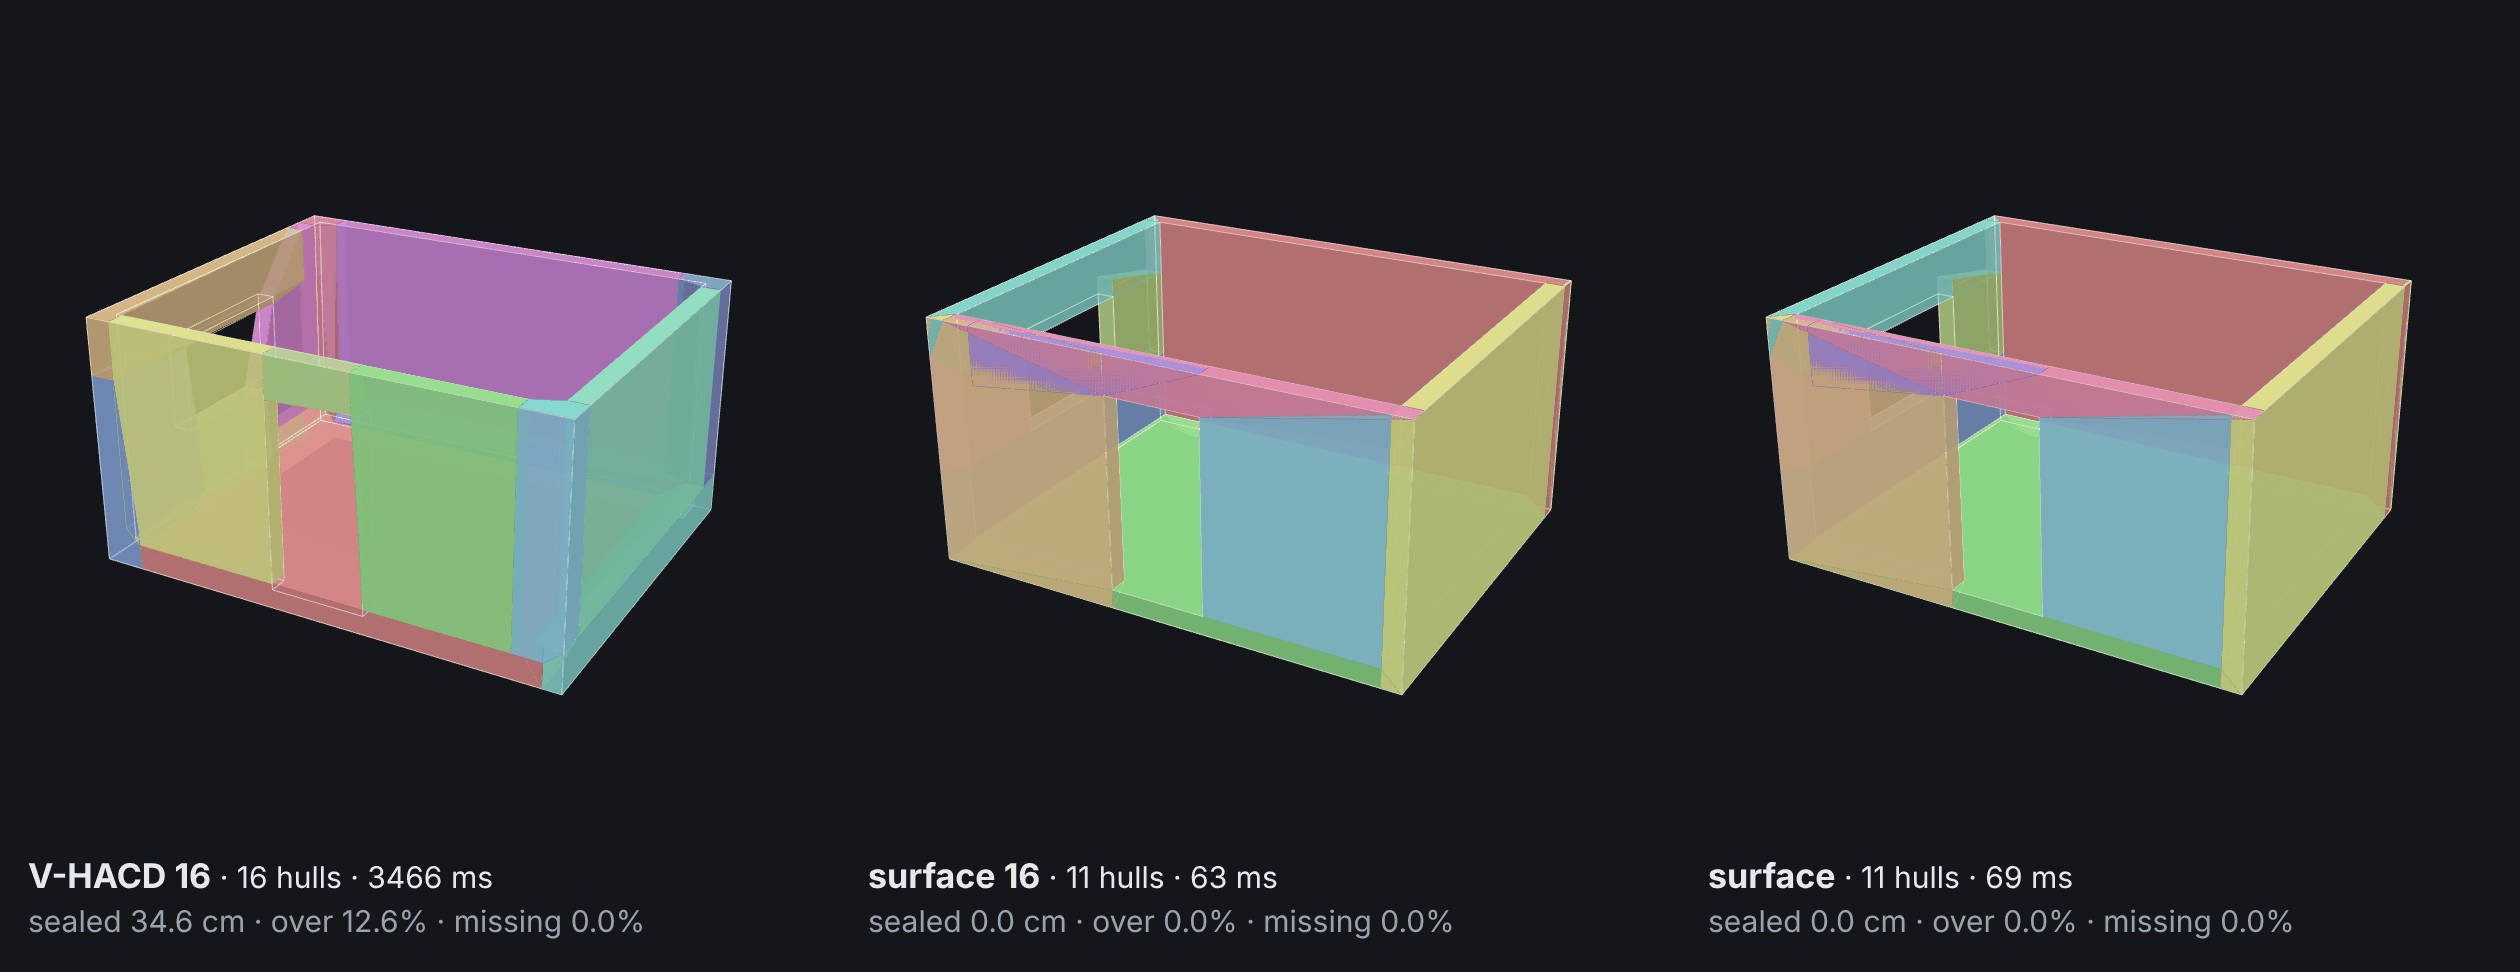 V-HACD 16 · 16 hulls · 3466 ms
sealed 34.6 cm · over 12.6% · missing 0.0%
surface 16 · 11 hulls · 63 ms
sealed 0.0 cm · over 0.0% · missing 0.0%
surface · 11 hulls · 69 ms
sealed 0.0 cm · over 0.0% · missing 0.0%